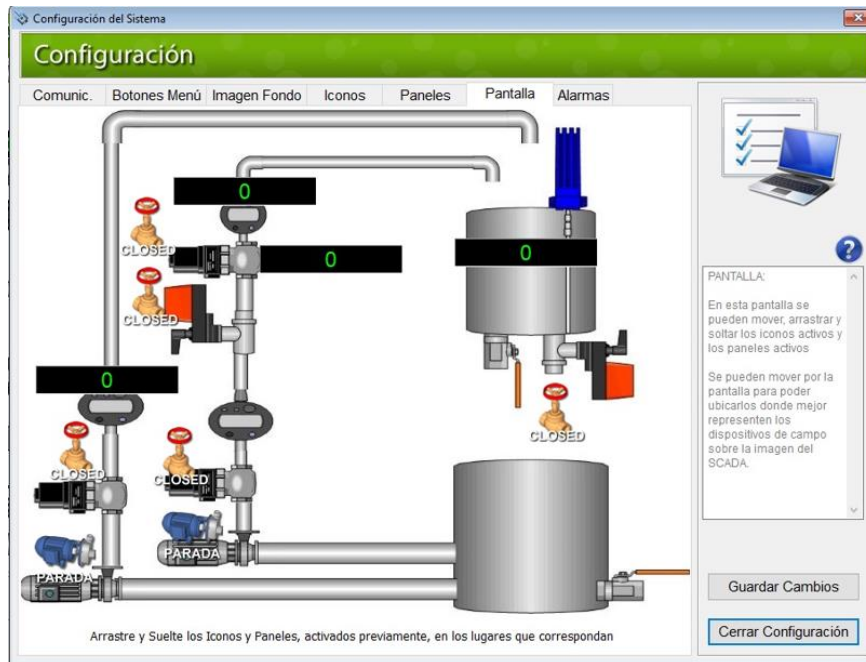 Configuración del Sistema
Configuración
Comunic.
Botones Menú
Imagen Fondo
Iconos
Paneles
Pantalla
Alarmas
0
CLOSED
0
0
CLOSED
0
CLOSED
CLOSED
CLOSED
PARADA
PARADA
Arrastre y Suelte los Iconos y Paneles, activados previamente, en los lugares que correspondan
?
PANTALLA:
En esta pantalla se
pueden mover, arrastrar y
soltar los iconos activos y
los paneles activos
Se pueden mover por la
pantalla para poder
ubicarlos donde mejor
representen los
dispositivos de campo
sobre la imagen del
SCADA.
Guardar Cambios
Cerrar Configuración